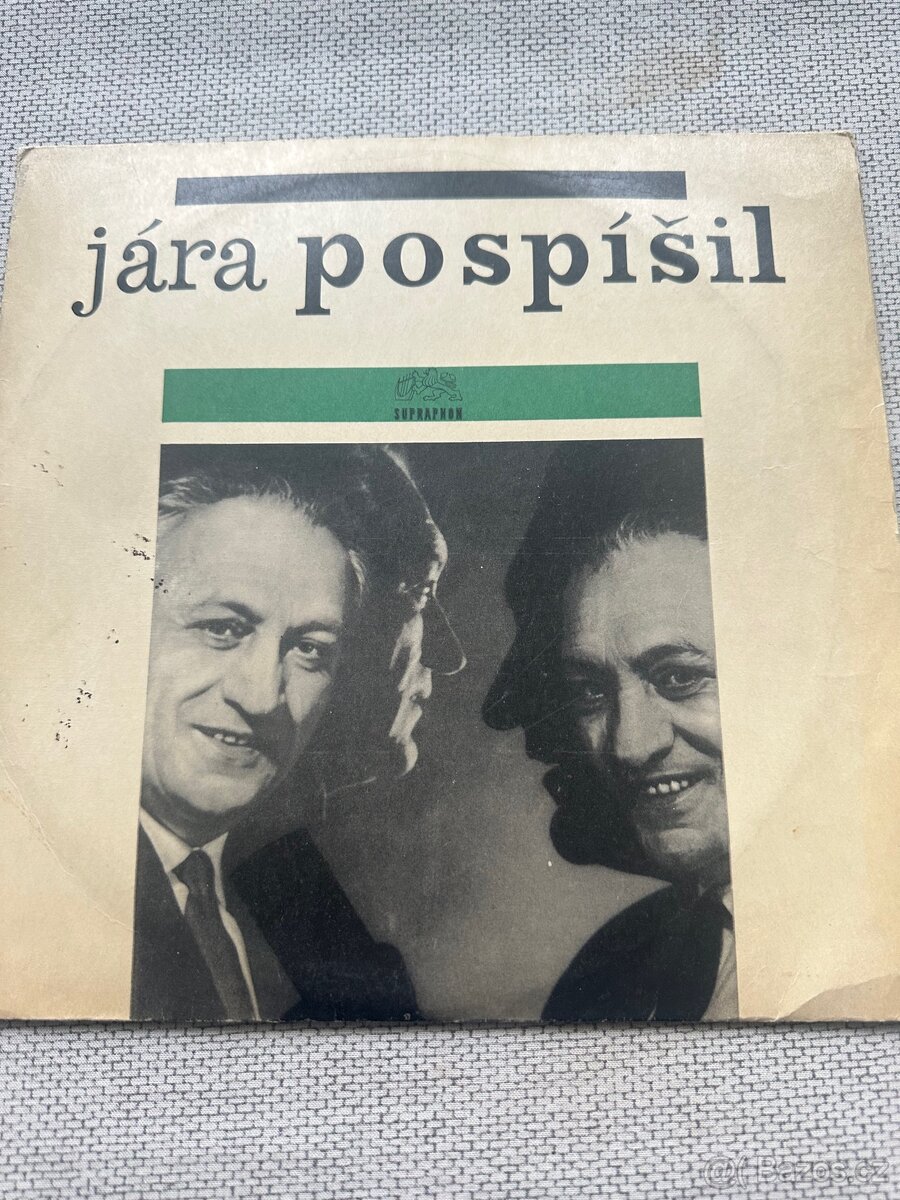 jára pospíšil
SUPRAPHON
@( Bazos.cz